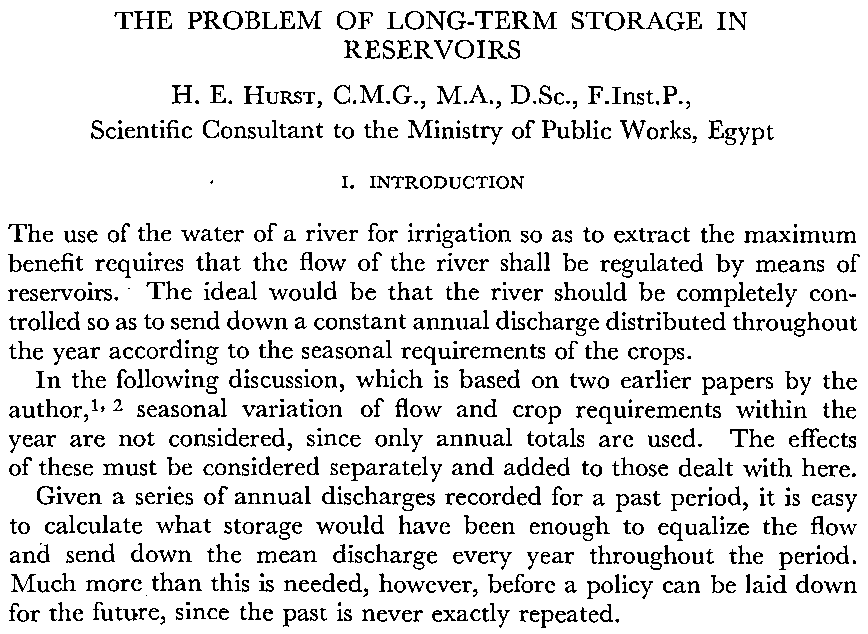 THE PROBLEM OF LONG-TERM STORAGE IN
RESERVOIRS
H. E. HURST, C.M.G., M.A., D.Sc., F.Inst.P.,
Scientific Consultant to the Ministry of Public Works, Egypt
I. INTRODUCTION
The use of the water of a river for irrigation so as to extract the maximum
benefit requires that the flow of the river shall be regulated by means of
reservoirs. The ideal would be that the river should be completely con-
trolled so as to send down a constant annual discharge distributed throughout
the year according to the seasonal requirements of the crops.
In the following discussion, which is based on two earlier papers by the
author,1, 2 seasonal variation of flow and crop requirements within the
year are not considered, since only annual totals are used. The effects
of these must be considered separately and added to those dealt with here.
Given a series of annual discharges recorded for a past period, it is easy
to calculate what storage would have been enough to equalize the flow
and send down the mean discharge every year throughout the period.
Much more than this is needed, however, before a policy can be laid down
for the future, since the past is never exactly repeated.